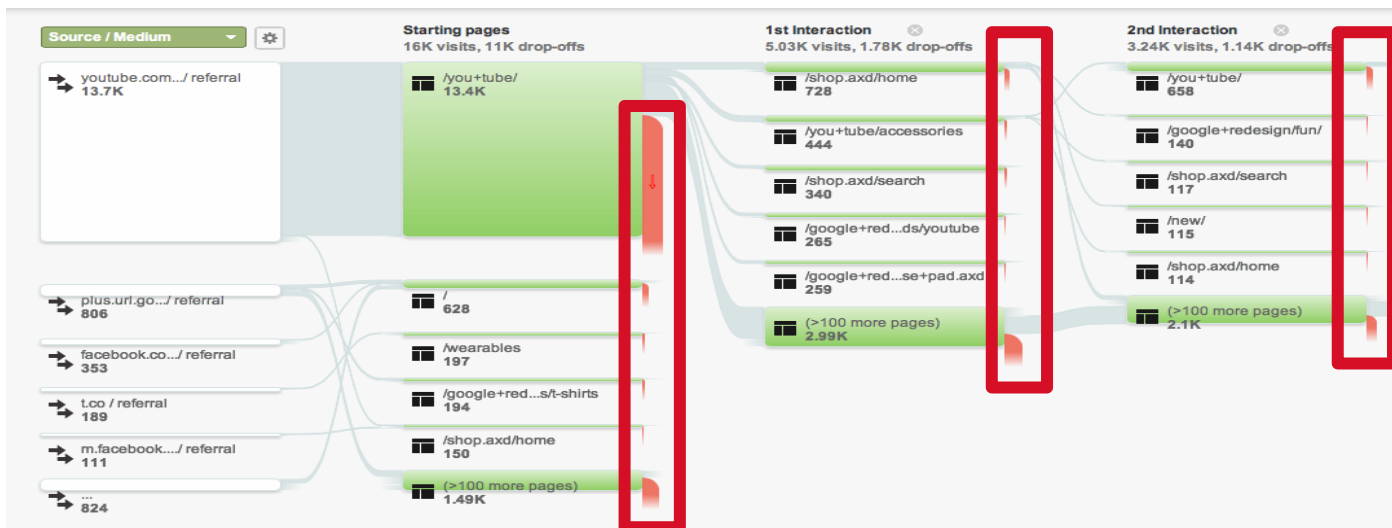 Source / Medium
youtube.com.../ referral
13.7K
plus.url.go.../ referral
806
facebook.co.../ referral
353
t.co / referral
189
m.facebook..../ referral
111
...
824
Starting pages
16K visits, 11K drop-offs
/you+tube/
13.4K
/
628
/wearables
197
/google+red...s/t-shirts
194
/shop.axd/home
150
(>100 more pages)
1.49K
1st Interaction
5.03K visits, 1.78K drop-offs
/shop.axd/home
728
/you+tube/accessories
444
/shop.axd/search
340
/google+red...ds/youtube
265
/google+red...se+pad.axd
259
(>100 more pages)
2.99K
2nd Interaction
3.24K visits, 1.14K drop-offs
/you+tube/
658
/google+redesign/fun/
140
/shop.axd/search
117
/new/
115
/shop.axd/home
114
(>100 more pages)
2.1K